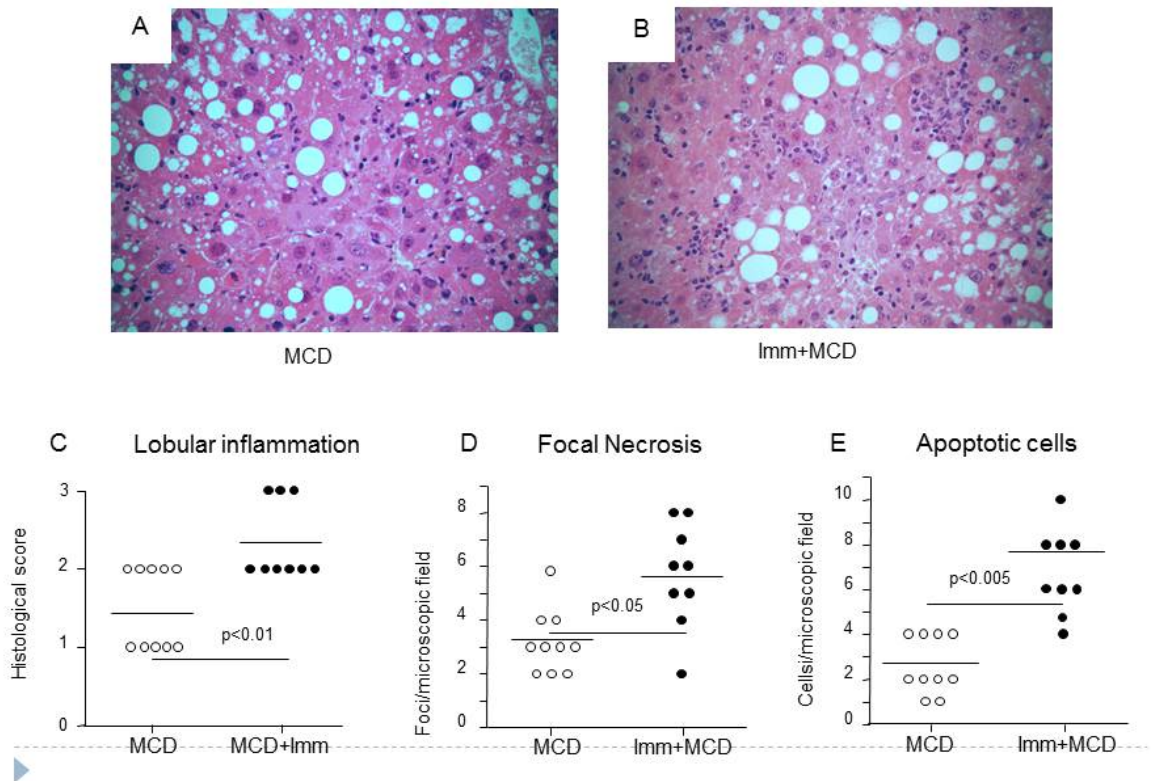 A
B
MCD
Imm+MCD
C Lobular inflammation
Histological score
3
2
1
0
p<0.01
MCD MCD+Imm
D Focal Necrosis
Foci/microscopic field
8
6
4
2
0
p<0.05
MCD Imm+MCD
E Apoptotic cells
Cellsi/microscopic field
10
8
6
4
2
0
p<0.005
MCD Imm+MCD